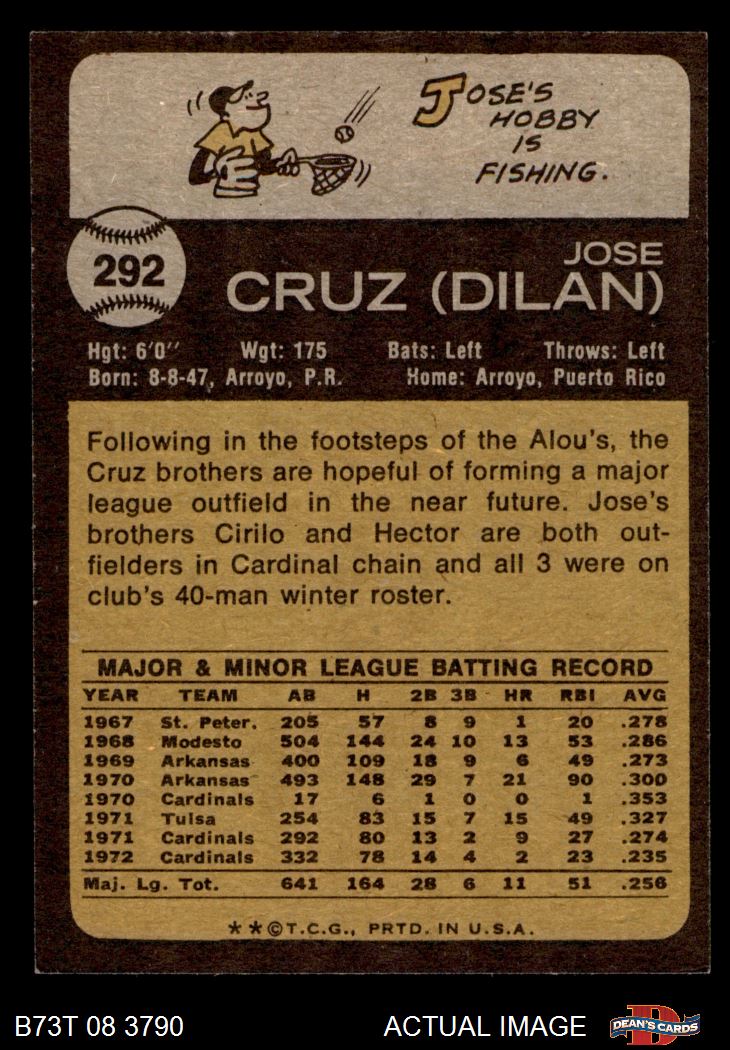 JOSE'S
HOBBY
IS
FISHING.
292
JOSE
CRUZ (DILAN)
Hgt: 6'0" Wgt: 175 Bats: Left Throws: Left
Born: 8-8-47, Arroyo, P.R. Home: Arroyo, Puerto Rico
Following in the footsteps of the Alou's, the
Cruz brothers are hopeful of forming a major
league outfield in the near future. Jose's
brothers Cirilo and Hector are both out-
fielders in Cardinal chain and all 3 were on
club's 40-man winter roster.
MAJOR & MINOR LEAGUE BATTING RECORD
YEAR TEAM AB H 2B 3B HR RBI AVG
1967 St. Peter. 205 57 8 9 1 20 .278
1968 Modesto 504 144 24 10 13 53 .286
1969 Arkansas 400 109 18 9 6 49 .273
1970 Arkansas 493 148 29 7 21 90 .300
1970 Cardinals 17 6 1 0 0 1 .353
1971 Tulsa 254 83 15 7 15 49 .327
1971 Cardinals 292 80 13 2 9 27 .274
1972 Cardinals 332 78 14 4 2 23 .235
Maj. Lg. Tot. 641 164 28 6 11 51 .256
**©T.C.G., PRTD. IN U.S.A.
B73T 08 3790 ACTUAL IMAGE D DEAN'S CARDS